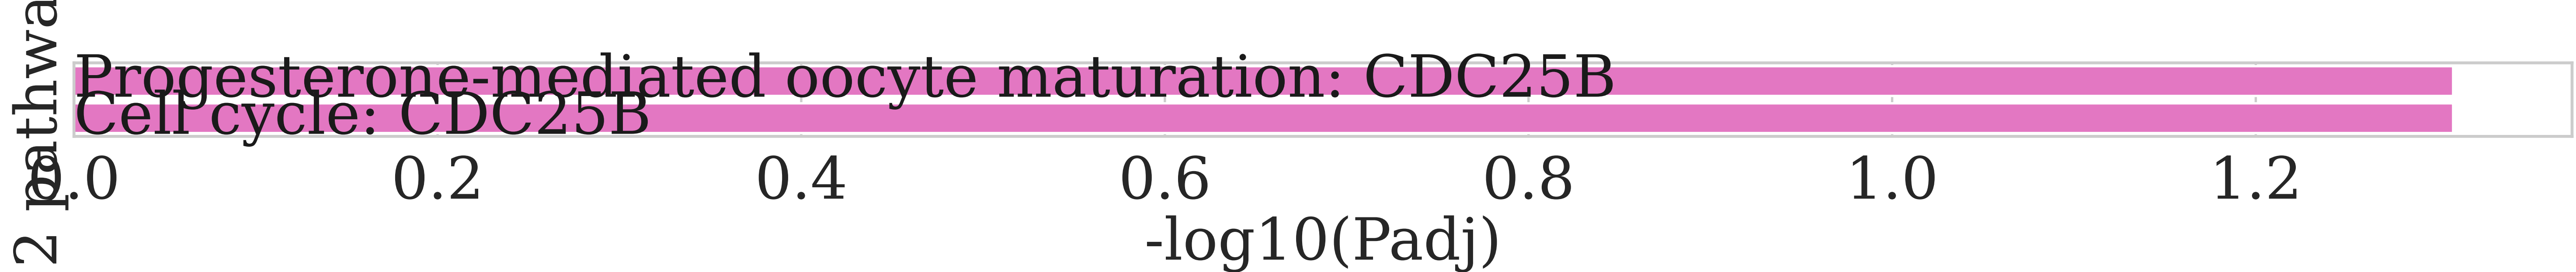 2 pathwa
Progesterone-mediated oocyte maturation: CDC25B
Cell cycle: CDC25B
0.0 0.2 0.4 0.6 0.8 1.0 1.2
-log10(Padj)